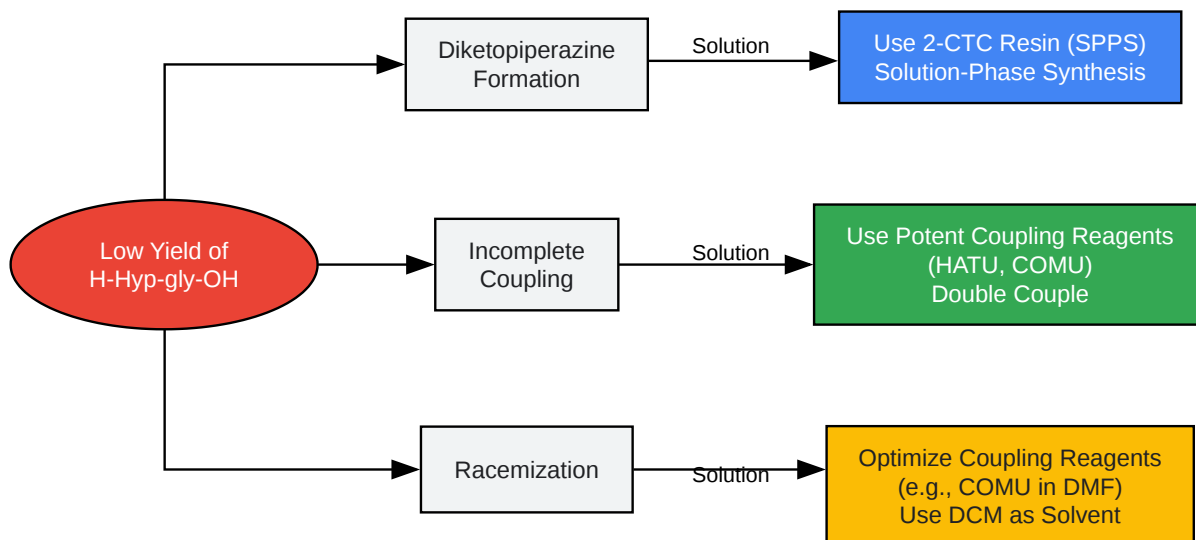 Diketopiperazine
Formation
Solution
Use 2-CTC Resin (SPPS)
Solution-Phase Synthesis
Low Yield of
H-Hyp-gly-OH
Incomplete
Coupling
Solution
Use Potent Coupling Reagents
(HATU, COMU)
Double Couple
Racemization
Solution
Optimize Coupling Reagents
(e.g., COMU in DMF)
Use DCM as Solvent